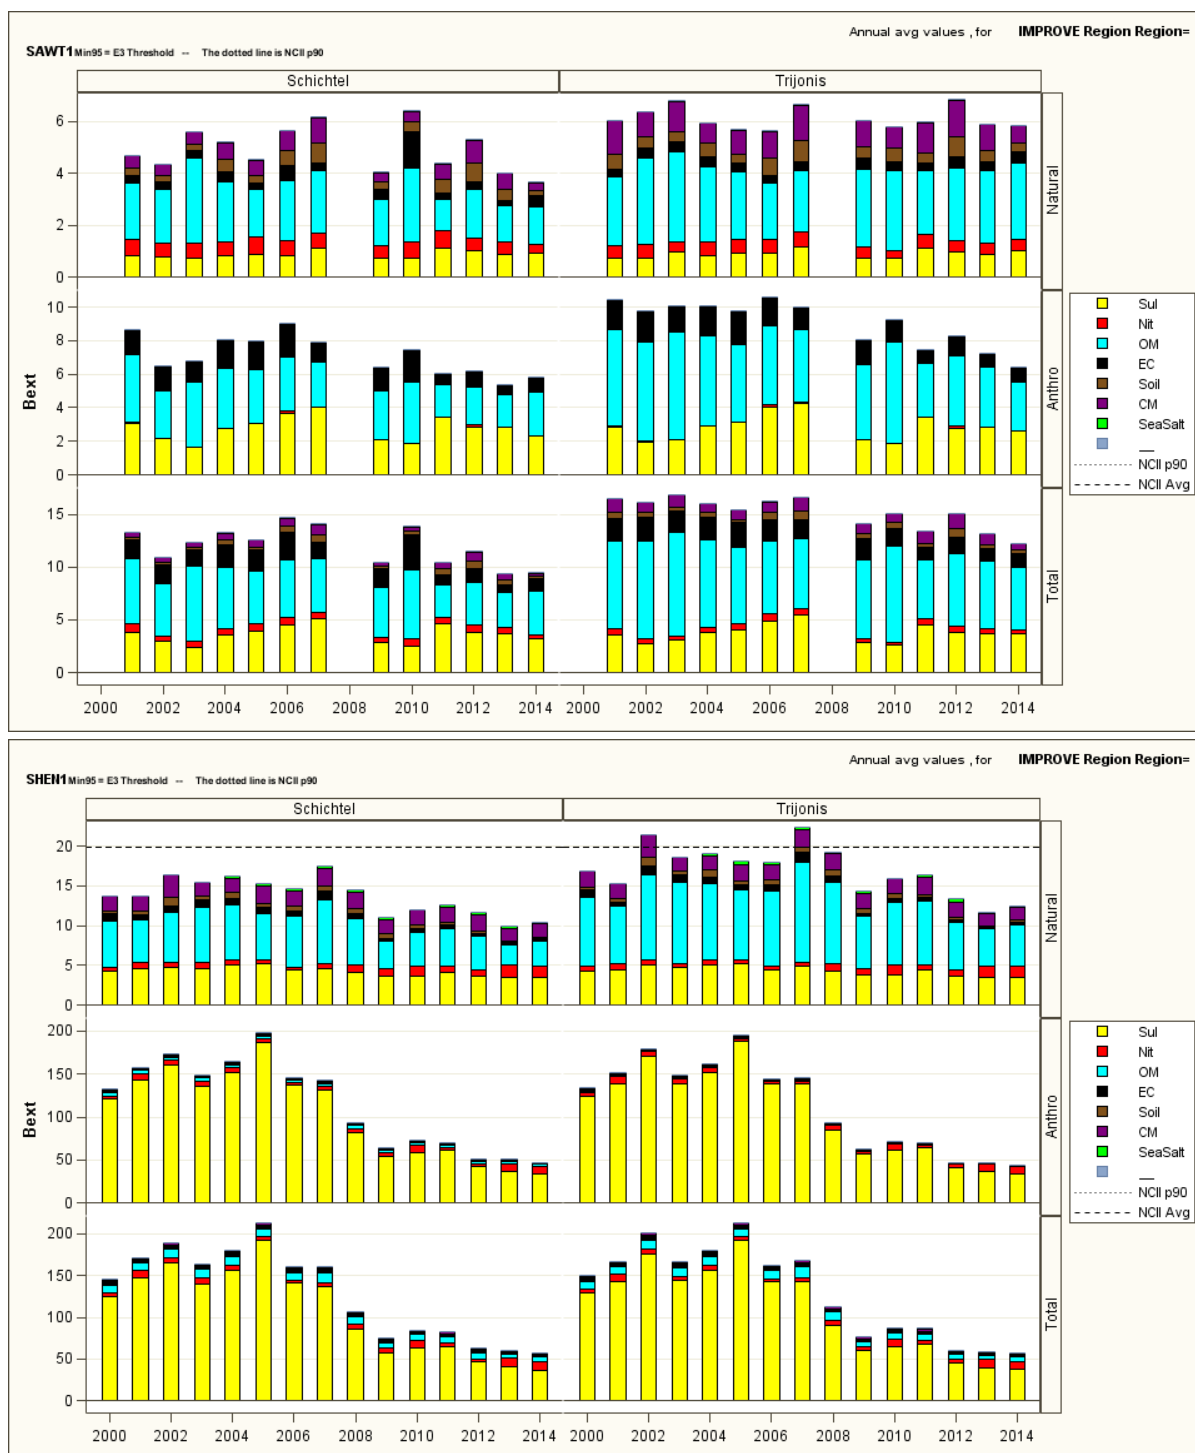 Annual avg values , for IMPROVE Region Region=
SAWT1 Min95 = E3 Threshold -- The dotted line is NCII p90
Schichtel Trijonis
6
4
2
0
Natural
10
8
6
4
2
0
Anthro
Bext
15
10
5
0
Total
2000 2002 2004 2006 2008 2010 2012 2014 2000 2002 2004 2006 2008 2010 2012 2014
Sul
Nit
OM
EC
Soil
CM
SeaSalt
NCII p90
NCII Avg
Annual avg values , for IMPROVE Region Region=
SHEN1 Min95 = E3 Threshold -- The dotted line is NCII p90
Schichtel Trijonis
20
15
10
5
0
Natural
200
150
100
50
0
Anthro
Bext
200
150
100
50
0
Total
2000 2002 2004 2006 2008 2010 2012 2014 2000 2002 2004 2006 2008 2010 2012 2014
Sul
Nit
OM
EC
Soil
CM
SeaSalt
NCII p90
NCII Avg